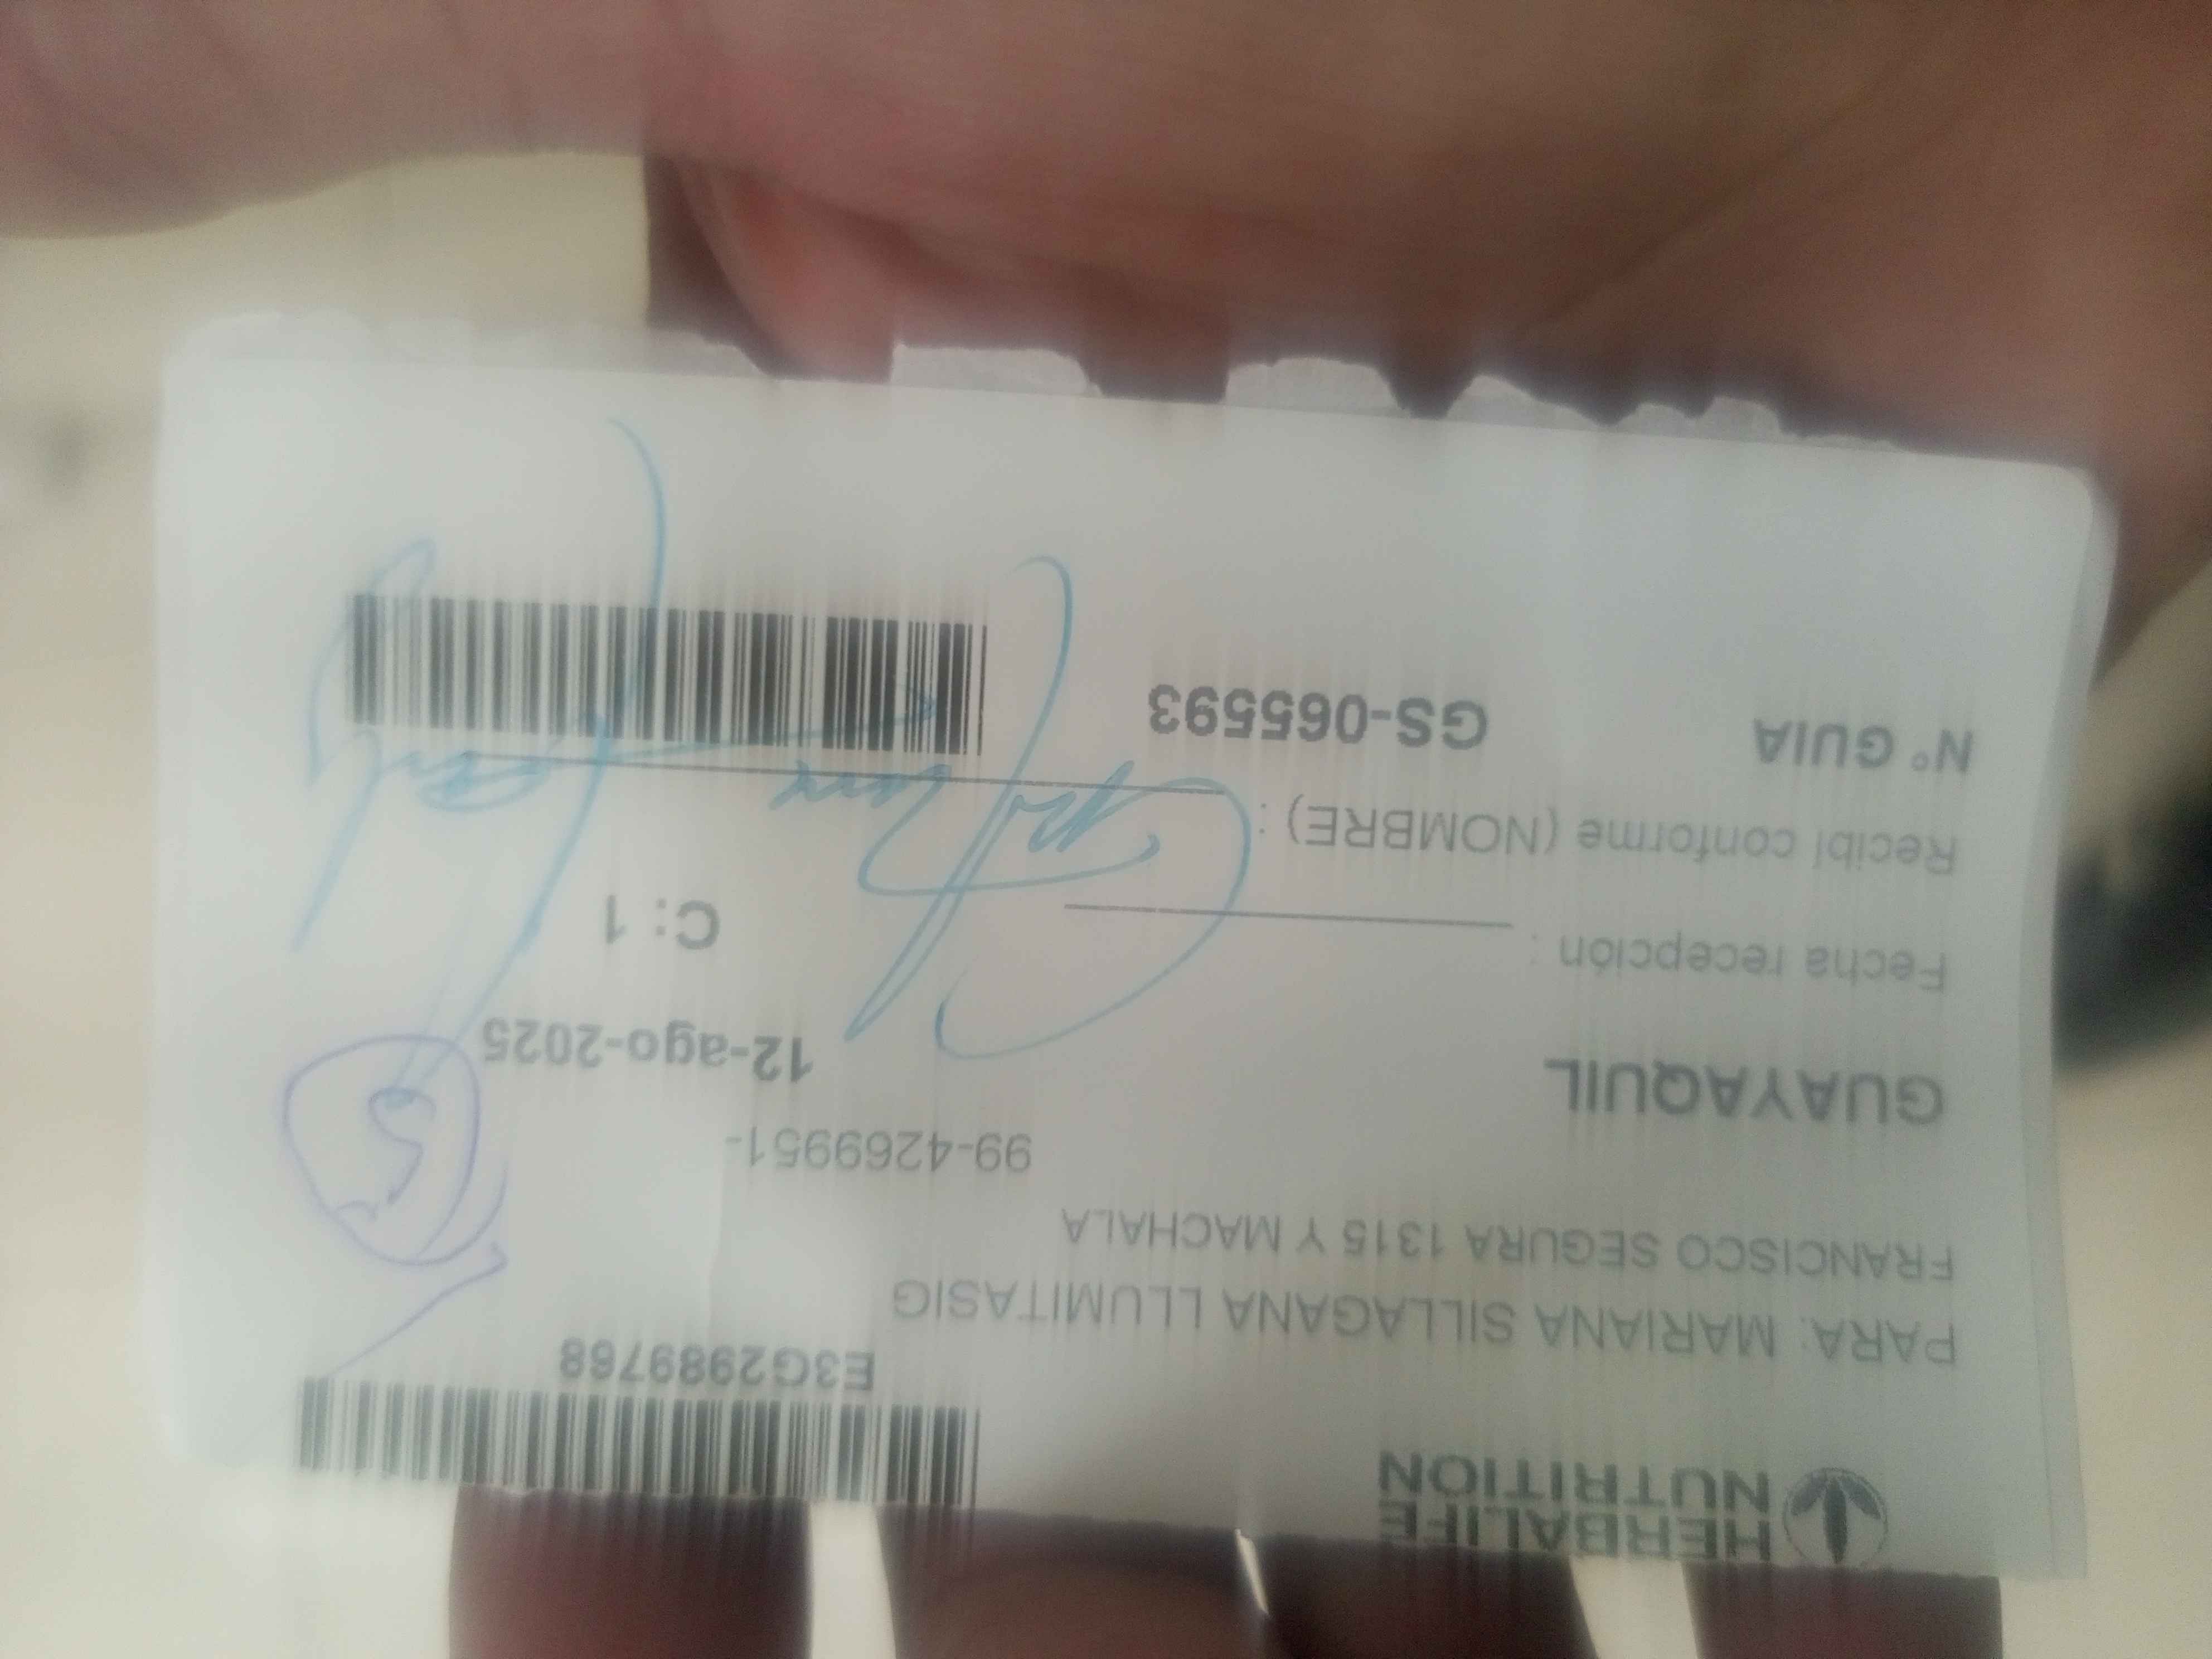 HERBALIFE
NUTRITION
E3G2989768
PARA: MARIANA SILLAGANA LLUMITASIG
FRANCISCO SEGURA 1315 Y MACHALA
99-4269951-
GUAYAQUIL
12-ago-2025
Fecha recepción :
C: 1
Recibí conforme (NOMBRE) :
N° GUIA
GS-065593